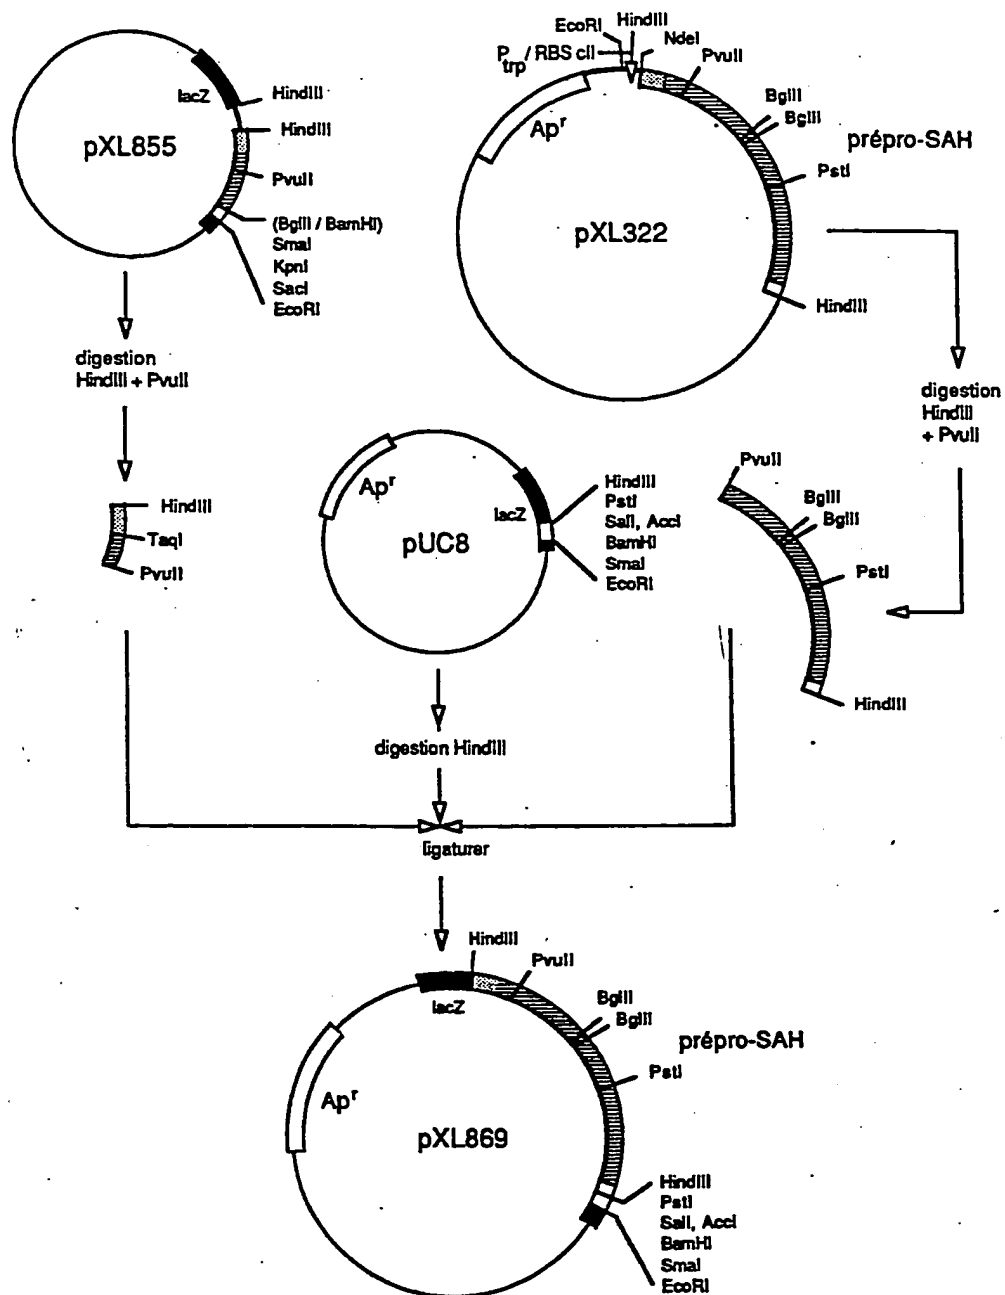 lacZ
HindIII
HindIII
PvuII
(BglII / BamHI)
SmaI
KpnI
SacI
EcoRI
pXL855
EcoRI
HindIII
P trp / RBS cII
NdeI
PvuII
BglII
BglII
prépro-SAH
PstI
Ap r
pXL322
HindIII
digestion
HindIII + PvuII
digestion
HindIII
+ PvuII
HindIII
TaqI
PvuII
Ap r
lacZ
pUC8
HindIII
PstI
SalI, AccI
BamHI
SmaI
EcoRI
PvuII
BglII
BglII
PstI
HindIII
digestion HindIII
ligaturer
HindIII
PvuII
lacZ
BglII
BglII
prépro-SAH
PstI
Ap r
pXL869
HindIII
PstI
SalI, AccI
BamHI
SmaI
EcoRI